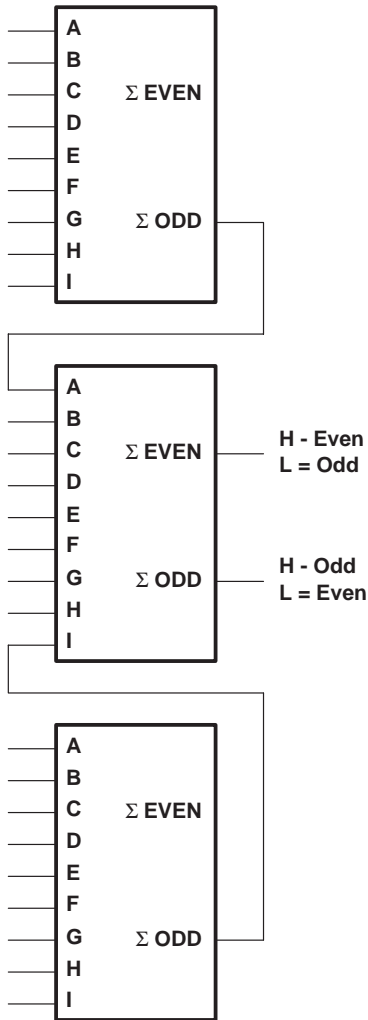 A
B
C Σ EVEN
D
E
F
G Σ ODD
H
I
A
B
C Σ EVEN
D
E
F
G Σ ODD
H
I
H - Even
L = Odd
H - Odd
L = Even
A
B
C Σ EVEN
D
E
F
G Σ ODD
H
I